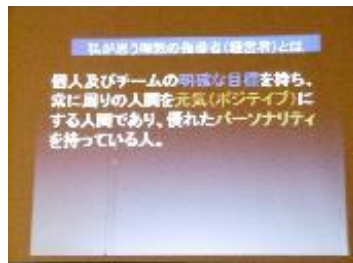 私が思う理想の指導者(経営者)とは
個人及びチームの明確な目標を持ち、
常に周りの人間を元気(ポジテイブ)に
する人間であり、優れたパーソナリティ
を持っている人。